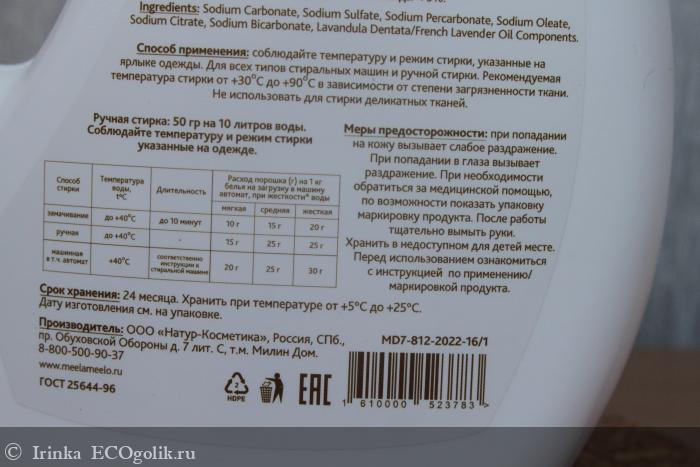 Ingredients: Sodium Carbonate, Sodium Sulfate, Sodium Percarbonate, Sodium Oleate,
Sodium Citrate, Sodium Bicarbonate, Lavandula Dentata/French Lavender Oil Components.
Способ применения: соблюдайте температуру и режим стирки, указанные на
ярлыке одежды. Для всех типов стиральных машин и ручной стирки. Рекомендуемая
температура стирки от +30°С до +90°С в зависимости от степени загрязненности ткани.
Не использовать для стирки деликатных тканей.
Ручная стирка: 50 гр на 10 литров воды.
Соблюдайте температуру и режим стирки
указанные на одежде.
Способ стирки | Температура воды, t°C | Длительность | Расход порошка (г) на 1 кг белья на загрузку в машину автомат, при жесткости* воды
мягкая | средняя | жесткая
замачивание | до +40°С | до 10 минут | 10 г | 15 г | 20 г
ручная | до +40°С | - | 15 г | 25 г | 25 г
машинная в т.ч. автомат | +40°С | соответственно инструкции к стиральной машине | 20 г | 25 г | 30 г
Меры предосторожности: при попадании
на кожу вызывает слабое раздражение.
При попадании в глаза вызывает
раздражение. При необходимости
обратиться за медицинской помощью,
по возможности показать упаковку
маркировку продукта. После работы
тщательно вымыть руки.
Хранить в недоступном для детей месте.
Перед использованием ознакомиться
с инструкцией по применению/
маркировкой продукта.
Срок хранения: 24 месяца. Хранить при температуре от +5°С до +25°С.
Дату изготовления см. на упаковке.
Производитель: ООО «Натур-Косметика», Россия, СПб.,
пр. Обуховской Обороны д. 7 лит. С, т.м. Милин Дом.
8-800-500-90-37
www.meelameelo.ru
ГОСТ 25644-96
MD7-812-2022-16/1
2
HDPE
EAC
1 610000 523783 >
© Irinka ECOgolik.ru